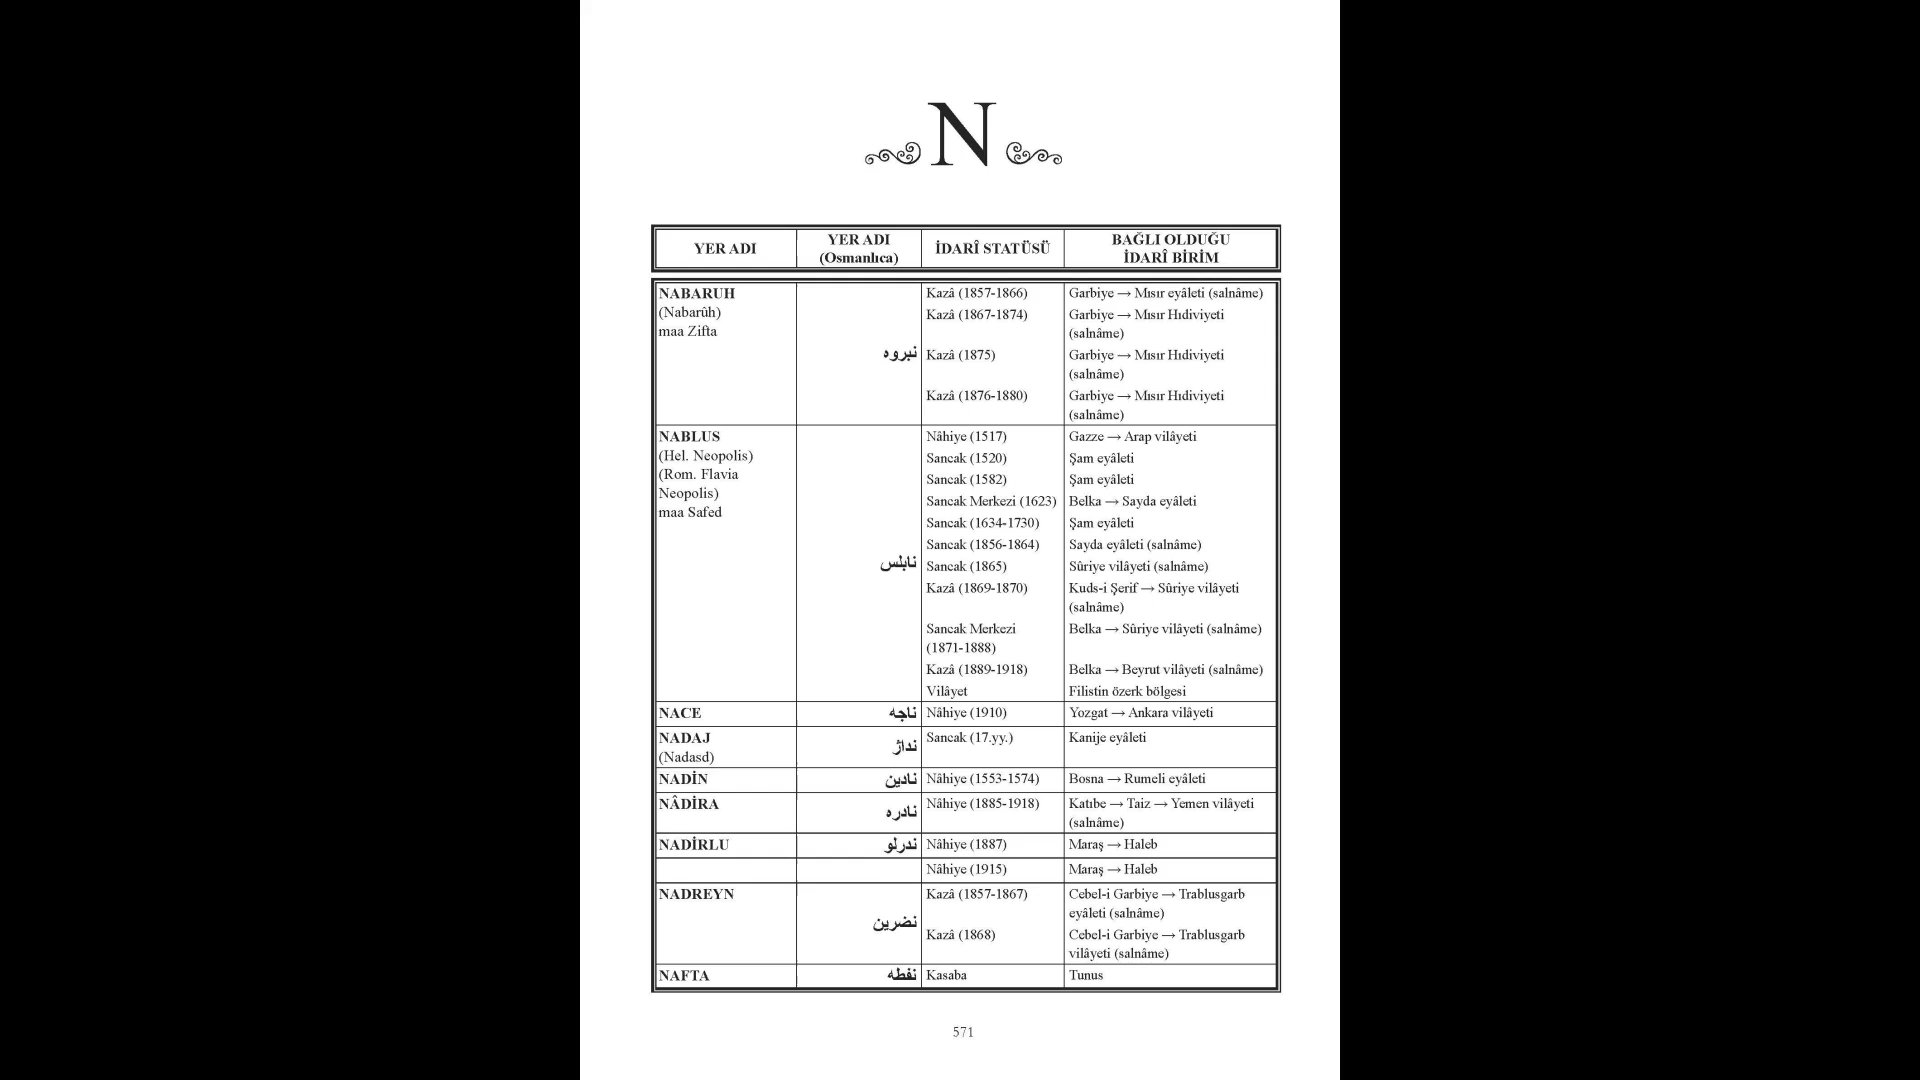 N
YER ADI
YER ADI (Osmanlıca)
İDARÎ STATÜSÜ
BAĞLI OLDUĞU İDARÎ BİRİM
NABARUH
(Nabarûh)
maa Zifta
نبروه
Kazâ (1857-1866) Garbiye → Mısır eyâleti (salnâme)
Kazâ (1867-1874) Garbiye → Mısır Hıdiviyeti
(salnâme)
Kazâ (1875) Garbiye → Mısır Hıdiviyeti
(salnâme)
Kazâ (1876-1880) Garbiye → Mısır Hıdiviyeti
(salnâme)
NABLUS
(Hel. Neopolis)
(Rom. Flavia
Neopolis)
maa Safed
نابلس
Nâhiye (1517) Gazze → Arap vilâyeti
Sancak (1520) Şam eyâleti
Sancak (1582) Şam eyâleti
Sancak Merkezi (1623) Belka → Sayda eyâleti
Sancak (1634-1730) Şam eyâleti
Sancak (1856-1864) Sayda eyâleti (salnâme)
Sancak (1865) Sûriye vilâyeti (salnâme)
Kazâ (1869-1870) Kuds-i Şerif → Sûriye vilâyeti
(salnâme)
Sancak Merkezi Belka → Sûriye vilâyeti (salnâme)
(1871-1888)
Kazâ (1889-1918) Belka → Beyrut vilâyeti (salnâme)
Vilâyet Filistin özerk bölgesi
NACE ناجه Nâhiye (1910) Yozgat → Ankara vilâyeti
NADAJ نداژ Sancak (17.yy.) Kanije eyâleti
(Nadasd)
NADİN نادين Nâhiye (1553-1574) Bosna → Rumeli eyâleti
NÂDİRA نادره Nâhiye (1885-1918) Katıbe → Taiz → Yemen vilâyeti
(salnâme)
NADİRLU ندرلو Nâhiye (1887) Maraş → Haleb
Nâhiye (1915) Maraş → Haleb
NADREYN نضرين Kazâ (1857-1867) Cebel-i Garbiye → Trablusgarb
eyâleti (salnâme)
Kazâ (1868) Cebel-i Garbiye → Trablusgarb
vilâyeti (salnâme)
NAFTA نفطه Kasaba Tunus
571